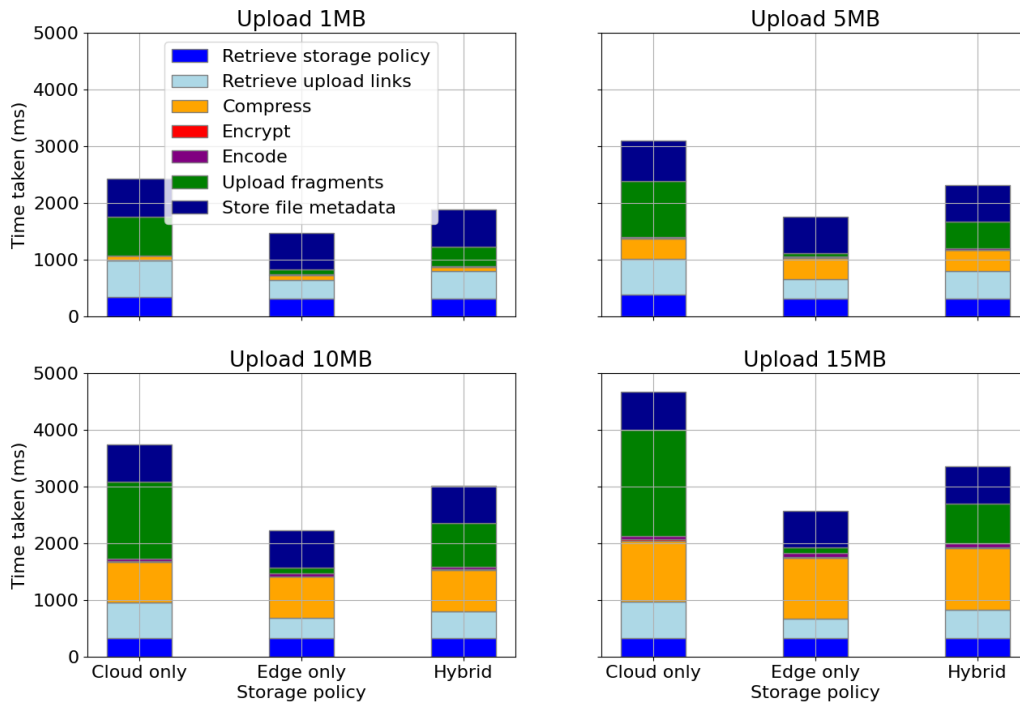 Upload 1MB
Upload 5MB
5000
4000
3000
2000
1000
0
Time taken (ms)
Retrieve storage policy
Retrieve upload links
Compress
Encrypt
Encode
Upload fragments
Store file metadata
Upload 10MB
Upload 15MB
5000
4000
3000
2000
1000
0
Time taken (ms)
Cloud only
Edge only
Hybrid
Storage policy
Cloud only
Edge only
Hybrid
Storage policy